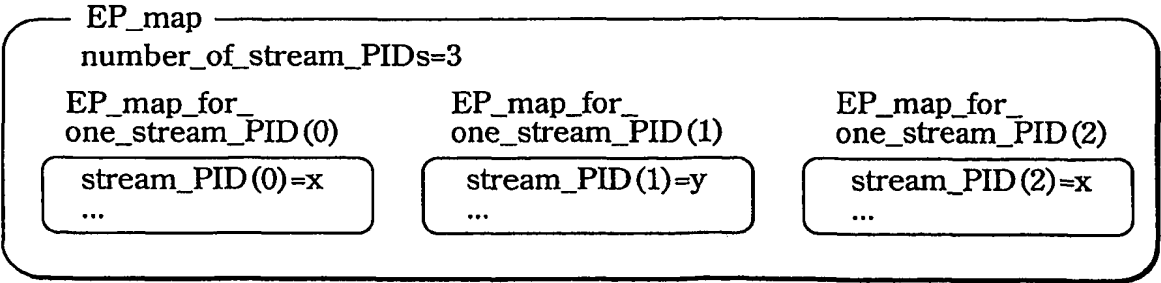 EP_map
number_of_stream_PIDs=3
EP_map_for_
one_stream_PID(0)
stream_PID(0)=x
...
EP_map_for_
one_stream_PID(1)
stream_PID(1)=y
...
EP_map_for_
one_stream_PID(2)
stream_PID(2)=x
...